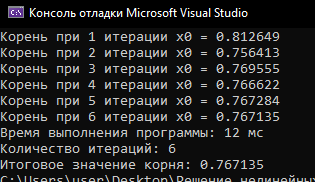 Консоль отладки Microsoft Visual Studio
Корень при 1 итерации x0 = 0.812649
Корень при 2 итерации x0 = 0.756413
Корень при 3 итерации x0 = 0.769555
Корень при 4 итерации x0 = 0.766622
Корень при 5 итерации x0 = 0.767284
Корень при 6 итерации x0 = 0.767135
Время выполнения программы: 12 мс
Количество итераций: 6
Итоговое значение корня: 0.767135
C:\Users\user\Desktop\Решение нелинейны